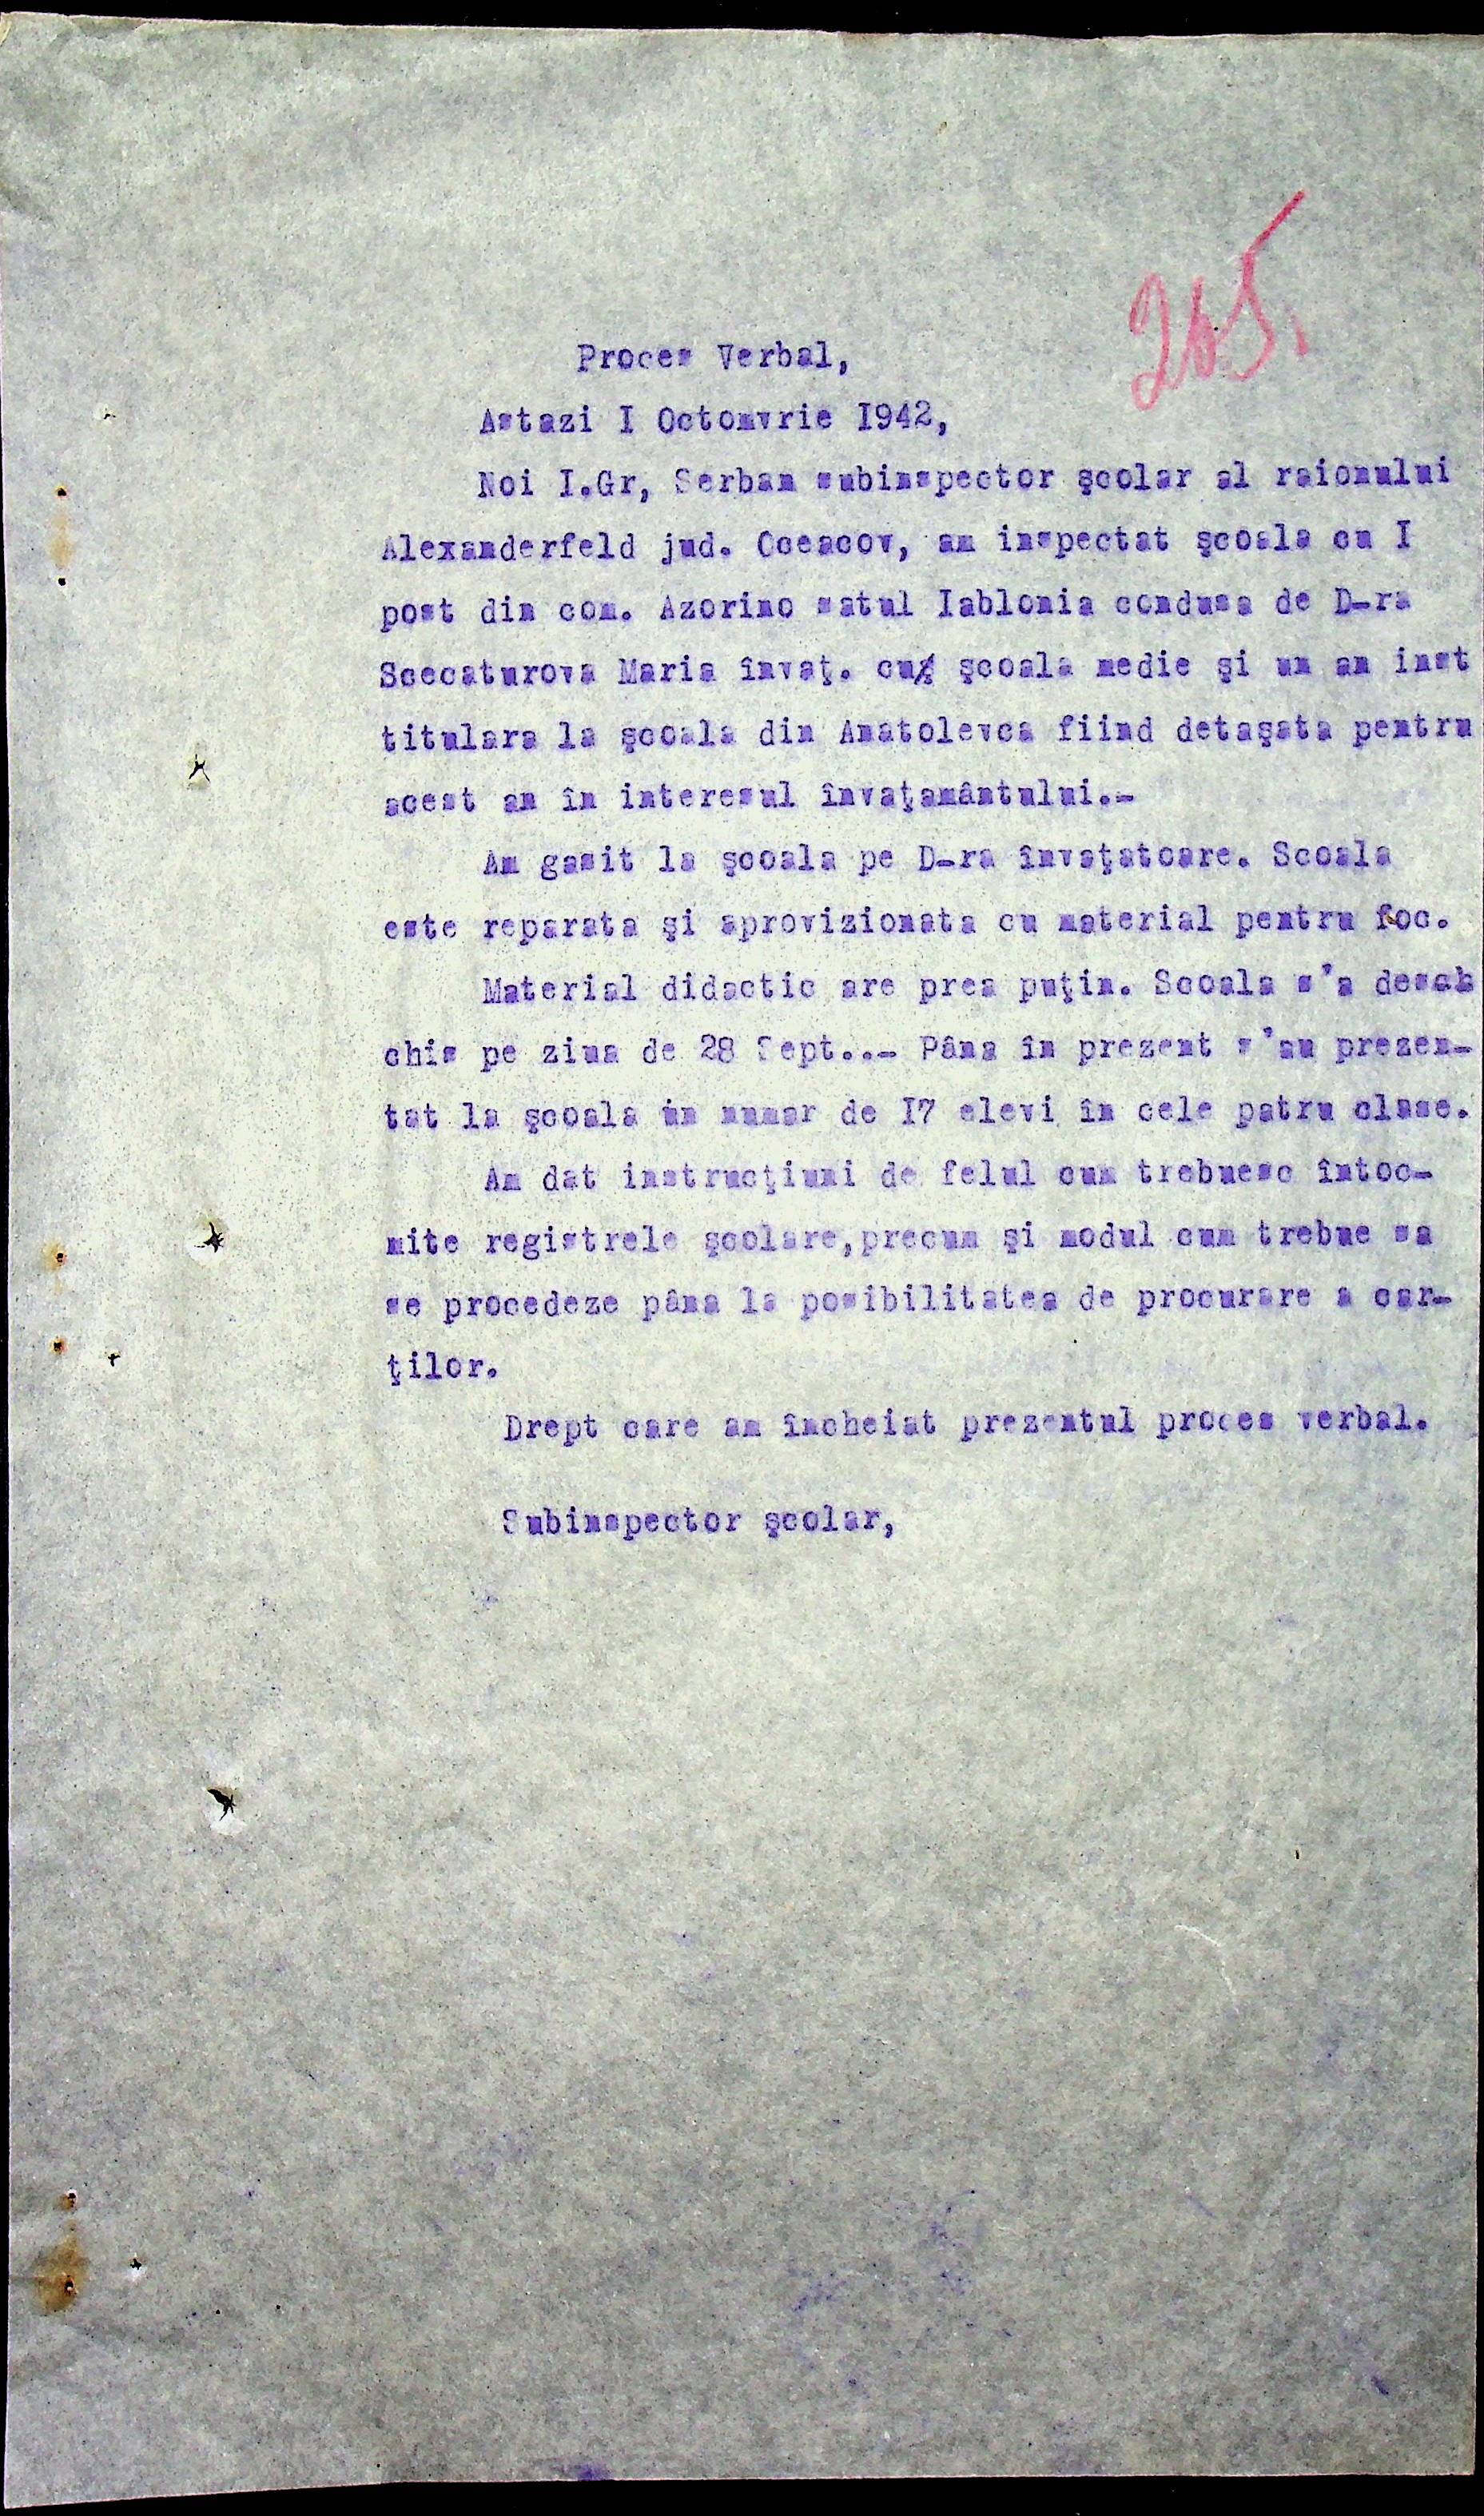 265,
Proces Verbal,
Astazi I Octomvrie I942,
Noi I.Gr, Serban subinspector şcolar al raionului
Alexanderfeld jud. Oceacov, am inspectat şcoala cu I
post din com. Azorino satul Iablonia condusa de D-ra
Scecaturova Maria învaţ. cu şcoala medie şi un an inst
titulara la şcoala din Anatolevca fiind detaşata pentru
acest an în interesul învaţamântului.-
Am gasit la şcoala pe D-ra învaţatoare. Scoala
este reparata şi aprovizionata cu material pentru foc.
Material didactic are prea puţin. Scoala s'a desch
chis pe ziua de 28 Sept..- Pâna în prezent s'au prezen-
tat la şcoala un numar de I7 elevi în cele patru clase.
Am dat instrucţiuni de felul cum trebuesc întoc-
mite registrele şcolare,precum şi modul cum trebue sa
se procedeze pâna la posibilitatea de procurare a car-
ţilor.
Drept care am încheiat prezentul proces verbal.
Subinspector şcolar,